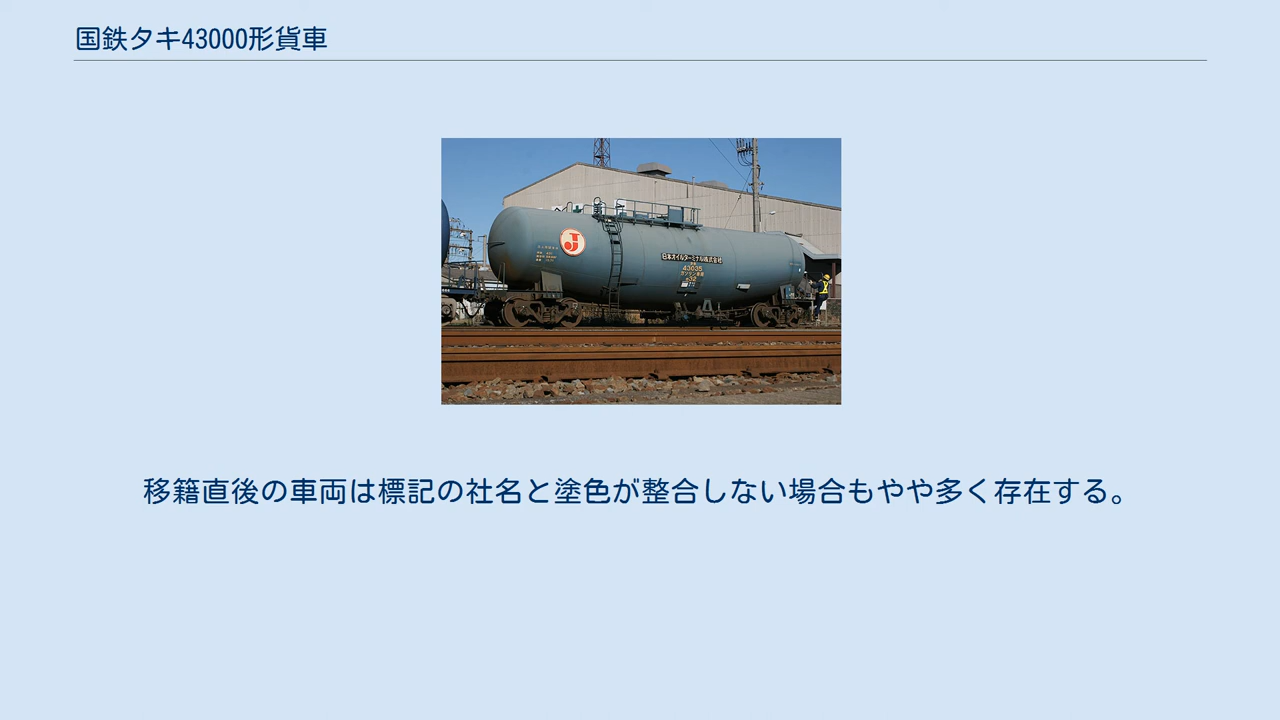 国鉄タキ43000形貨車
J
日本オイルターミナル株式会社
43035
移籍直後の車両は標記の社名と塗色が整合しない場合もやや多く存在する。